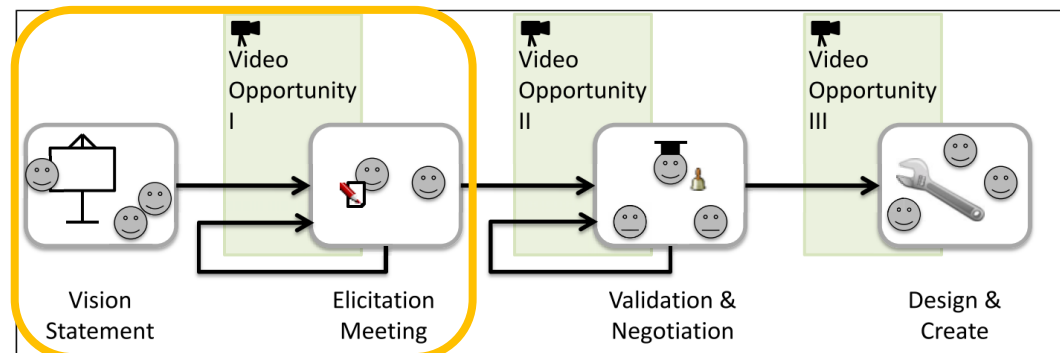 Video
Opportunity
I
Video
Opportunity
II
Video
Opportunity
III
Vision
Statement
Elicitation
Meeting
Validation &
Negotiation
Design &
Create